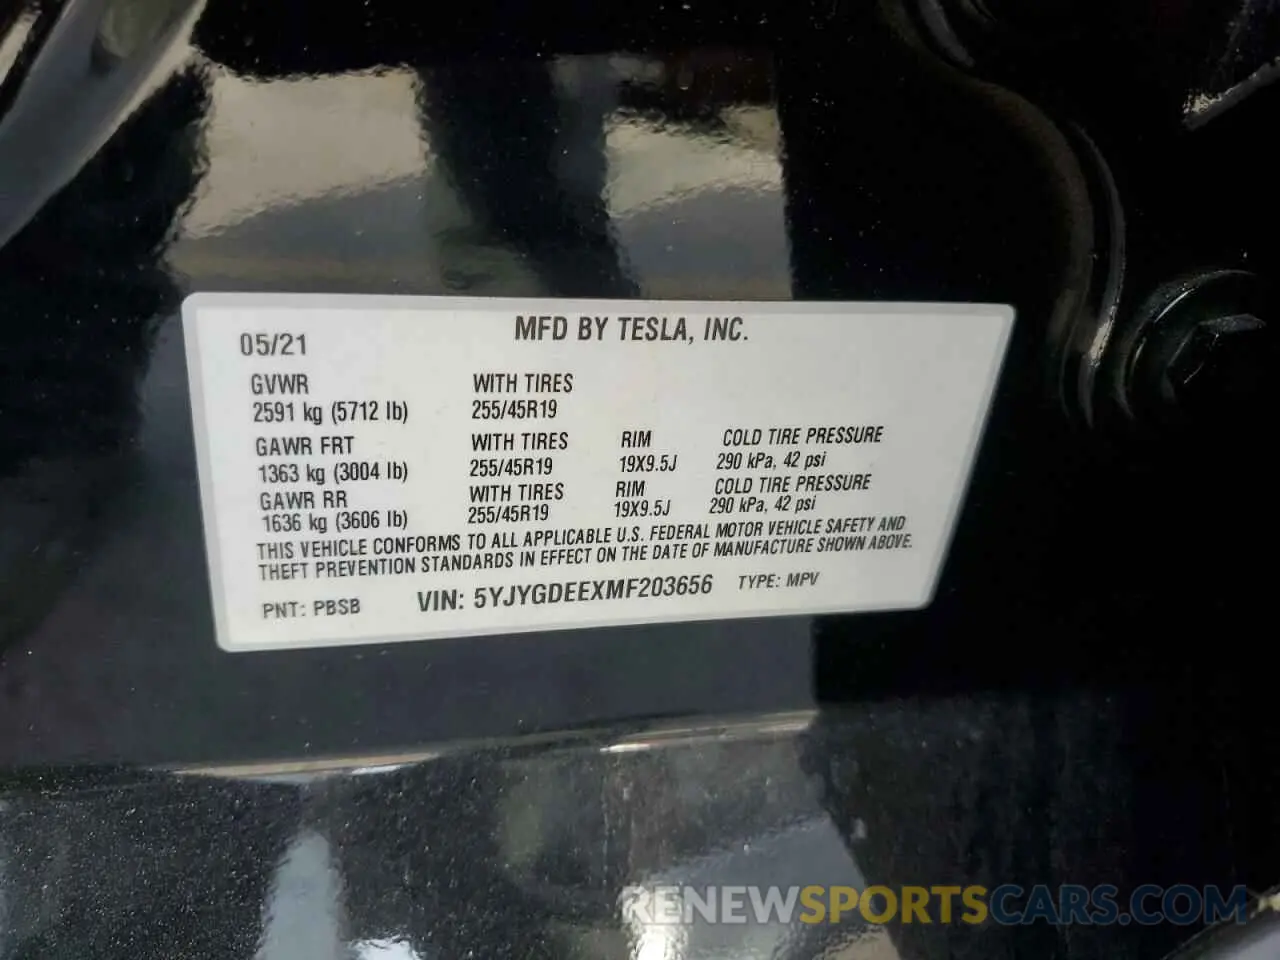 MFD BY TESLA, INC.
05/21
GVWR WITH TIRES
2591 kg (5712 lb) 255/45R19
GAWR FRT WITH TIRES RIM COLD TIRE PRESSURE
1363 kg (3004 lb) 255/45R19 19X9.5J 290 kPa, 42 psi
GAWR RR WITH TIRES RIM COLD TIRE PRESSURE
1636 kg (3606 lb) 255/45R19 19X9.5J 290 kPa, 42 psi
THIS VEHICLE CONFORMS TO ALL APPLICABLE U.S. FEDERAL MOTOR VEHICLE SAFETY AND
THEFT PREVENTION STANDARDS IN EFFECT ON THE DATE OF MANUFACTURE SHOWN ABOVE.
PNT: PBSB VIN: 5YJYGDEEXMF203656 TYPE: MPV
RENEWSPORTSCARS.COM